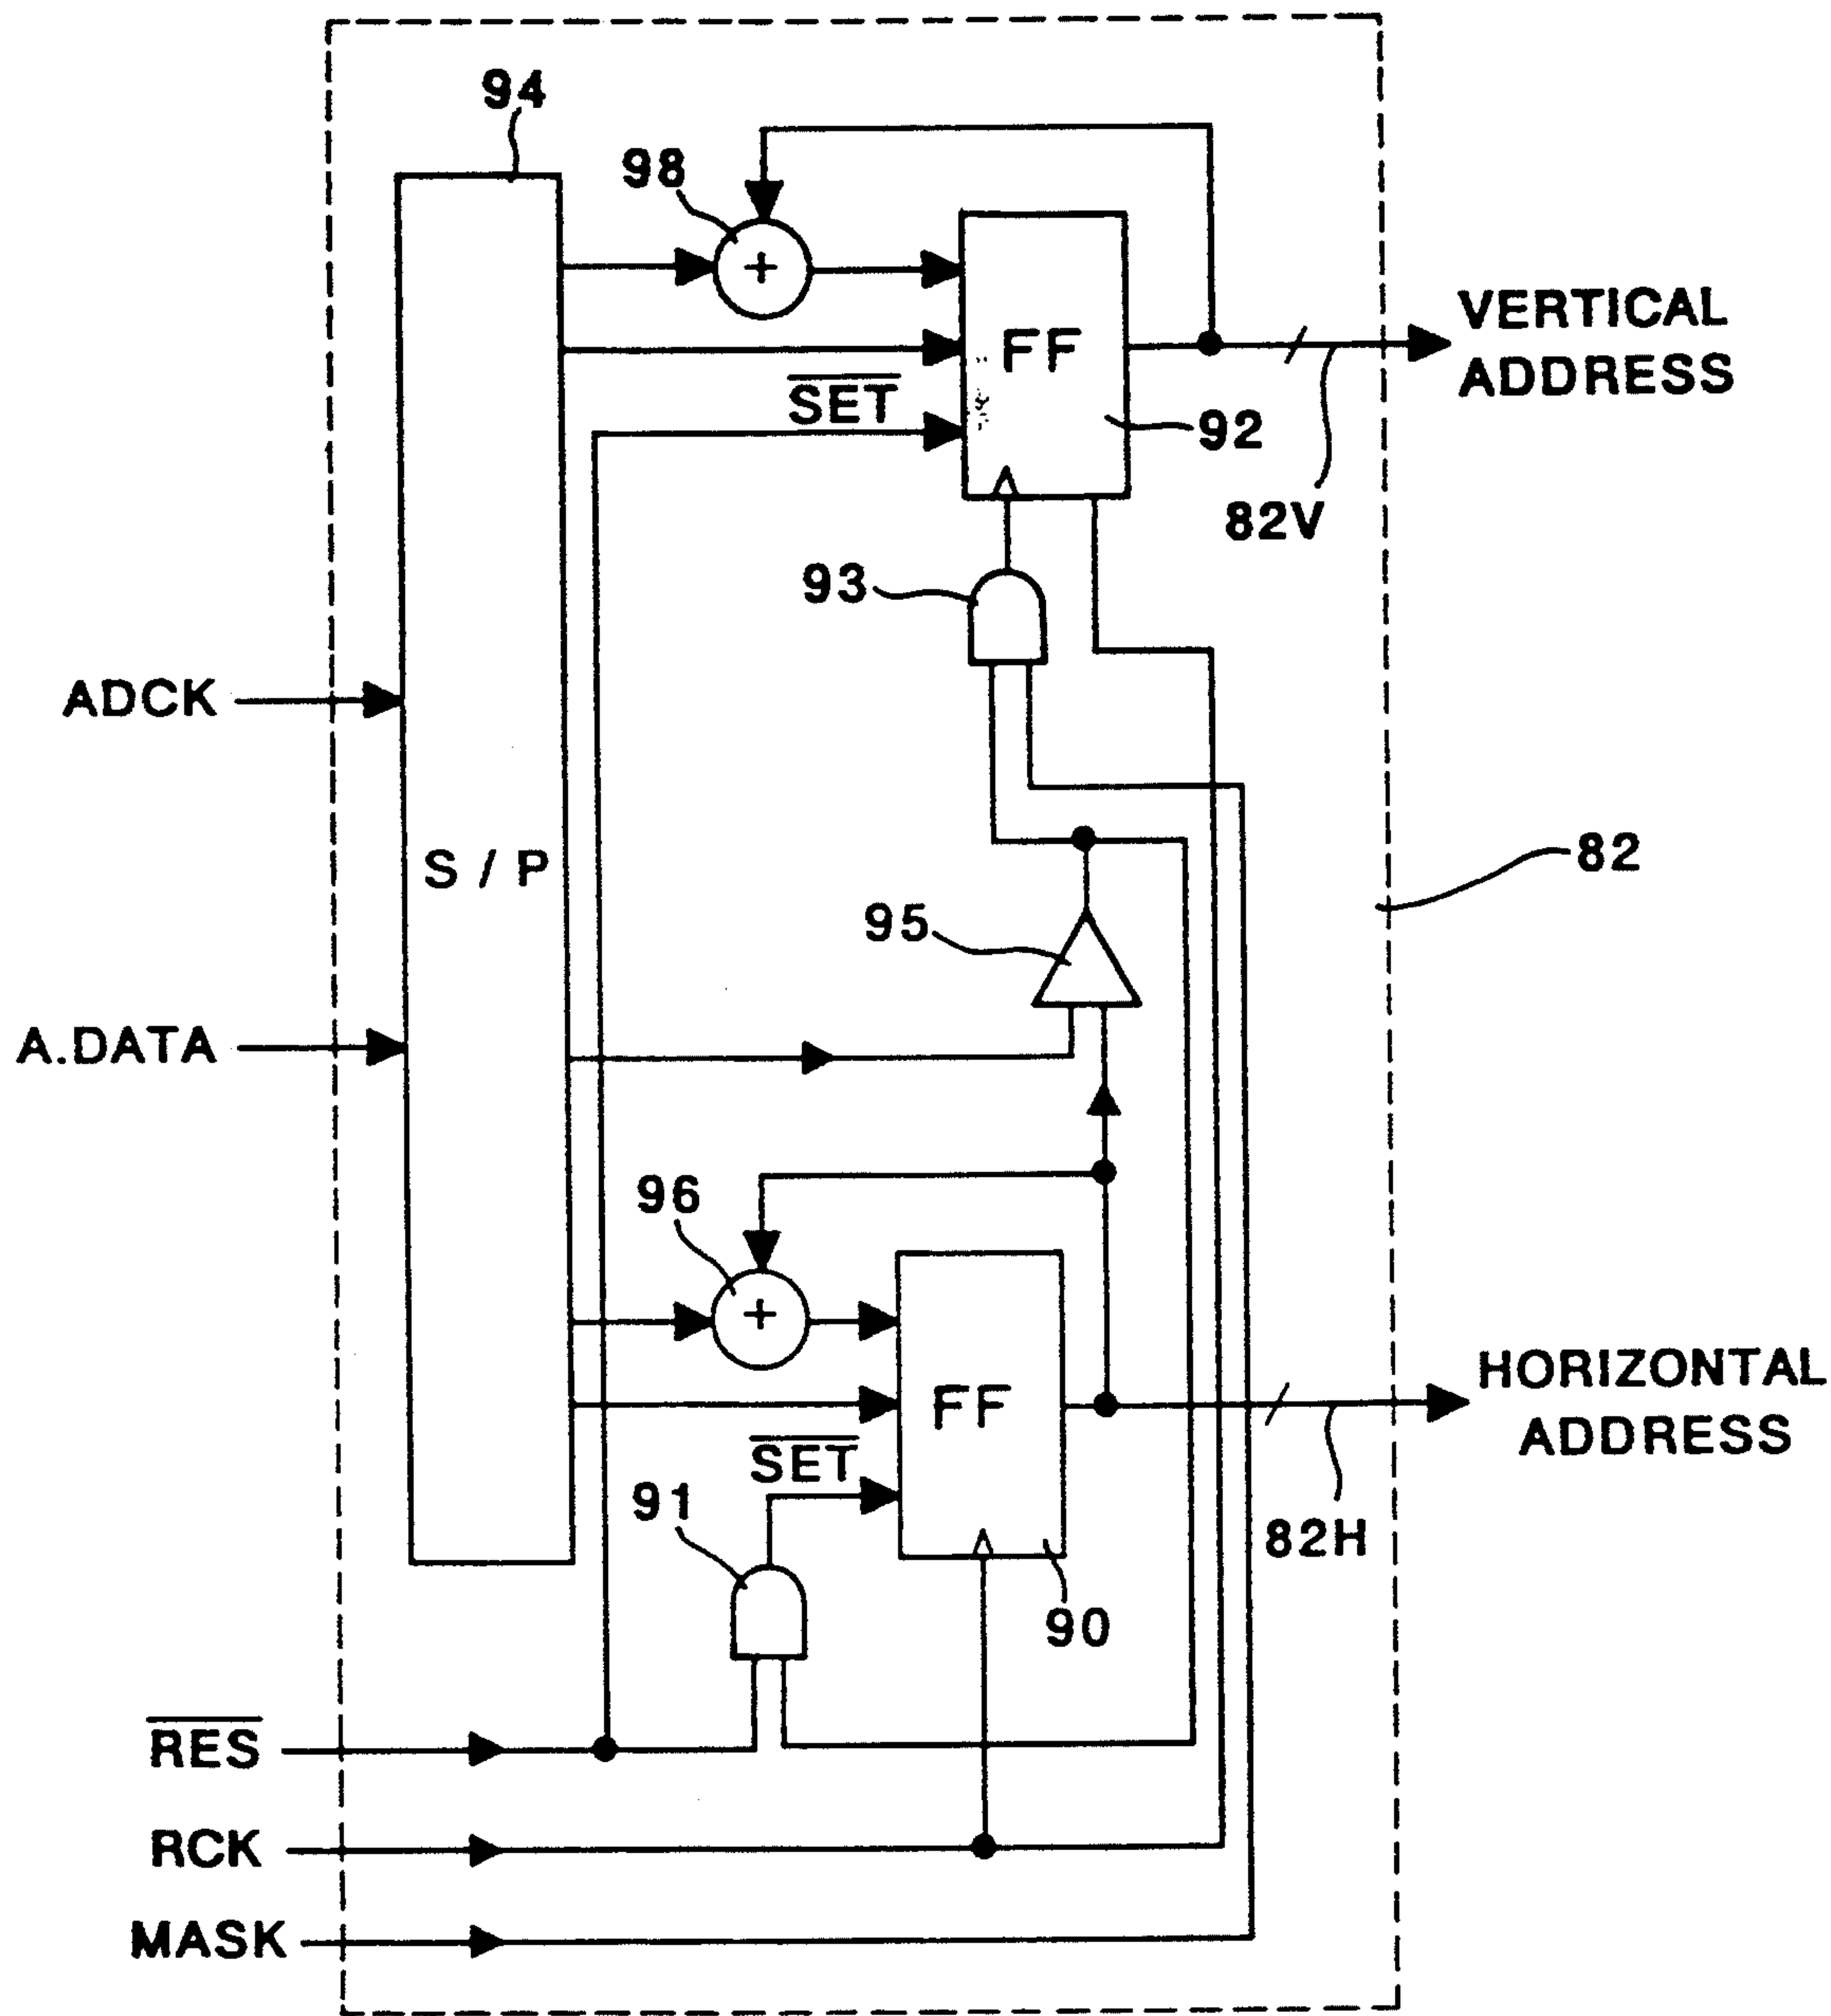 94
98
+
FF
VERTICAL
ADDRESS
SET
92
82V
93
ADCK
S / P
82
95
A.DATA
96
+
FF
HORIZONTAL
ADDRESS
SET
91
82H
90
RES
RCK
MASK